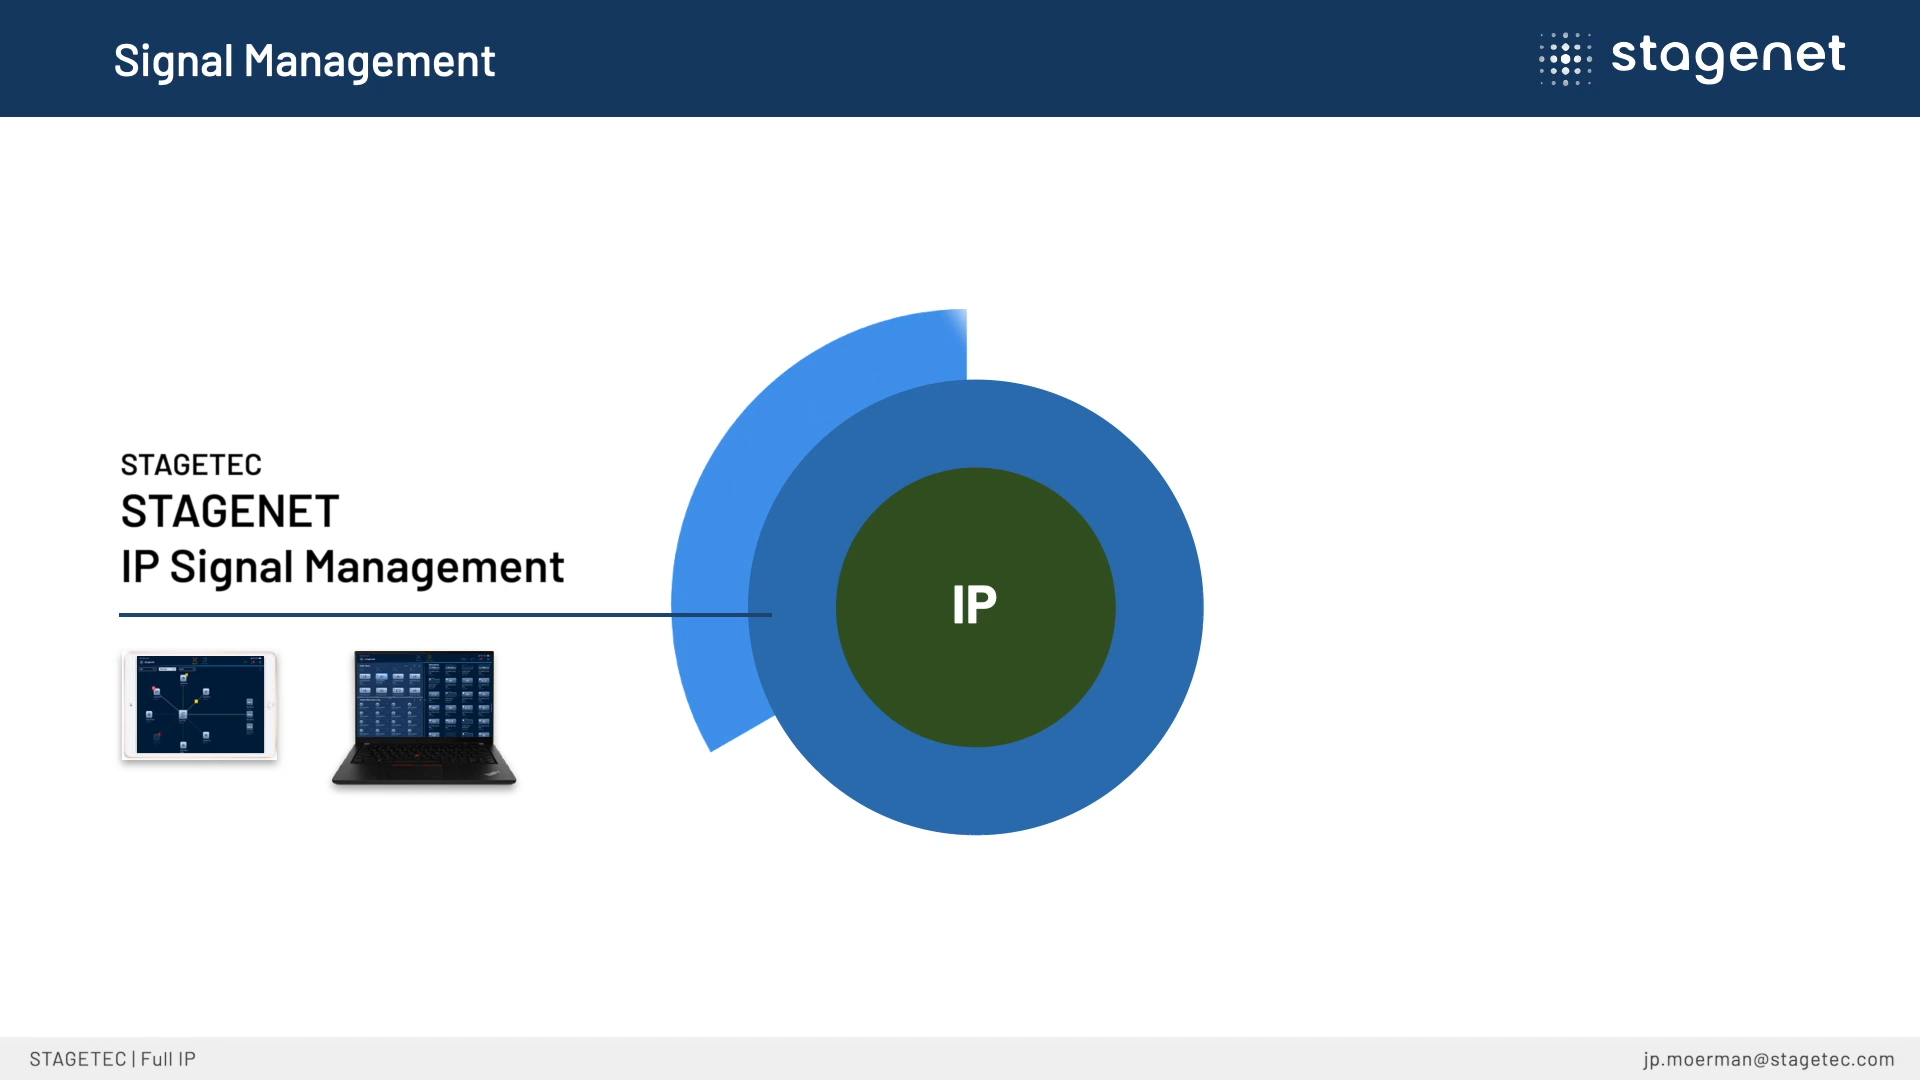 Signal Management
stagenet
STAGETEC
STAGENET
IP Signal Management
IP
STAGETEC | Full IP
jp.moerman@stagetec.com